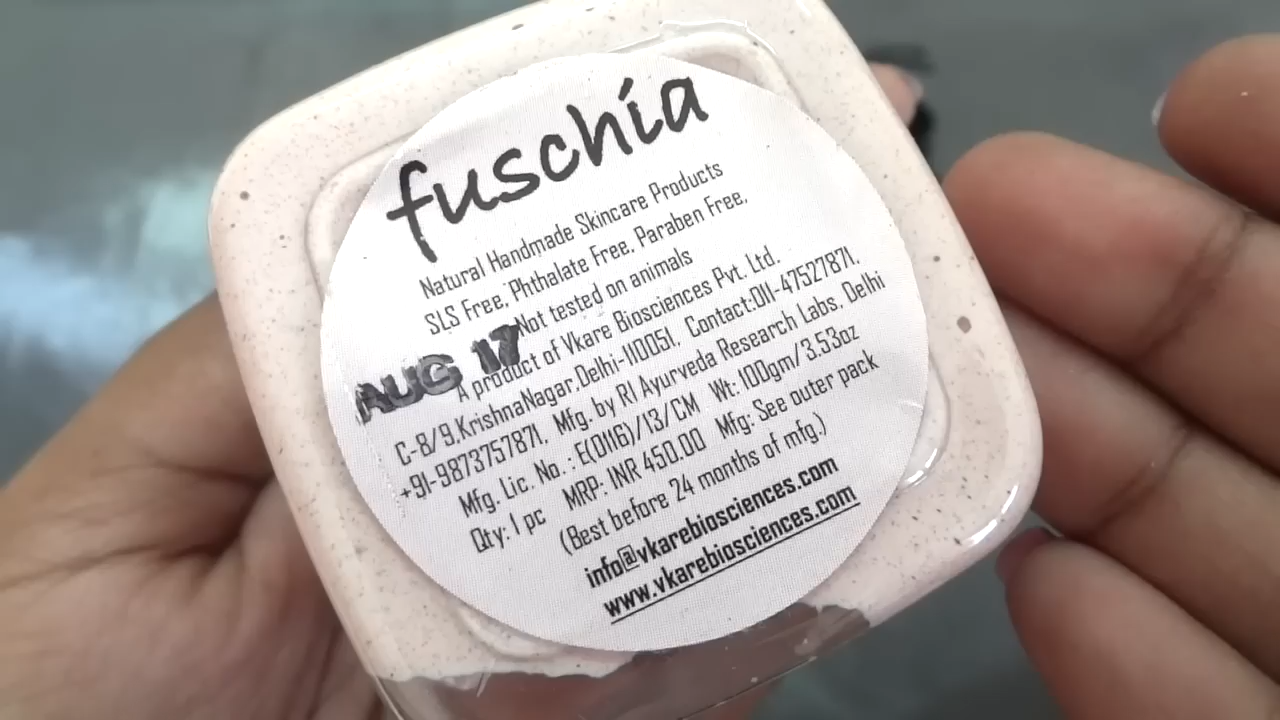 fuschia
Natural Handmade Skincare Products
SLS Free, Phthalate Free, Paraben Free,
Not tested on animals
AUG 17
A product of Vkare Biosciences Pvt. Ltd.
C-8/9,KrishnaNagar,Delhi-110051, Contact:011-47527871,
+91-9873757871, Mfg. by R1 Ayurveda Research Labs, Delhi
Mfg. Lic. No. : E(0116)/13/CM Wt: 100gm/3.53oz
Qty: 1 pc MRP: INR 450.00 Mfg: See outer pack
(Best before 24 months of mfg.)
info@vkarebiosciences.com
www.vkarebiosciences.com